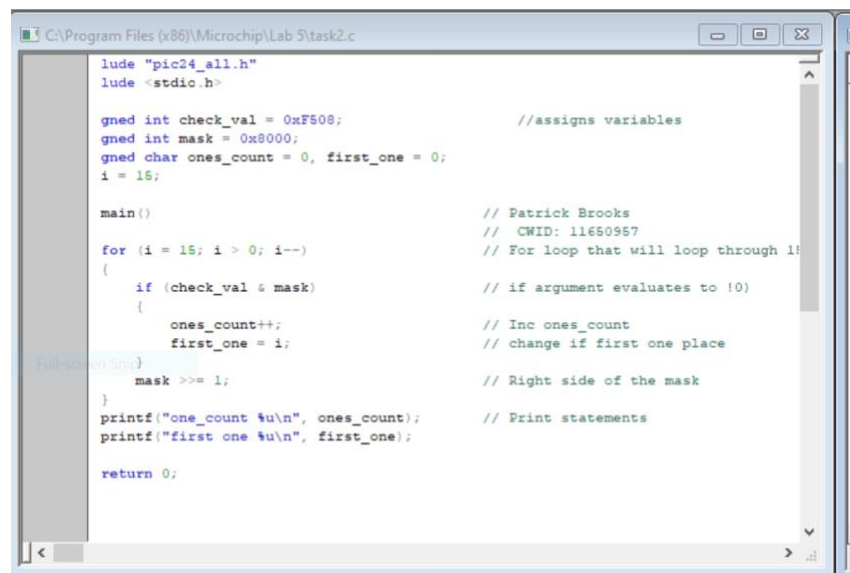 C:\Program Files (x86)\Microchip\Lab 5\task2.c
lude "pic24_all.h"
lude <stdio.h>
gned int check_val = 0xF508; //assigns variables
gned int mask = 0x8000;
gned char ones_count = 0, first_one = 0;
i = 15;
main() // Patrick Brooks
// CWID: 11650957
for (i = 15; i > 0; i--) // For loop that will loop through 15
{
if (check_val & mask) // if argument evaluates to !0)
{
ones_count++; // Inc ones_count
first_one = i; // change if first one place
Full-screen Snip
}
mask >>= 1; // Right side of the mask
}
printf("one_count %u\n", ones_count); // Print statements
printf("first one %u\n", first_one);
return 0;